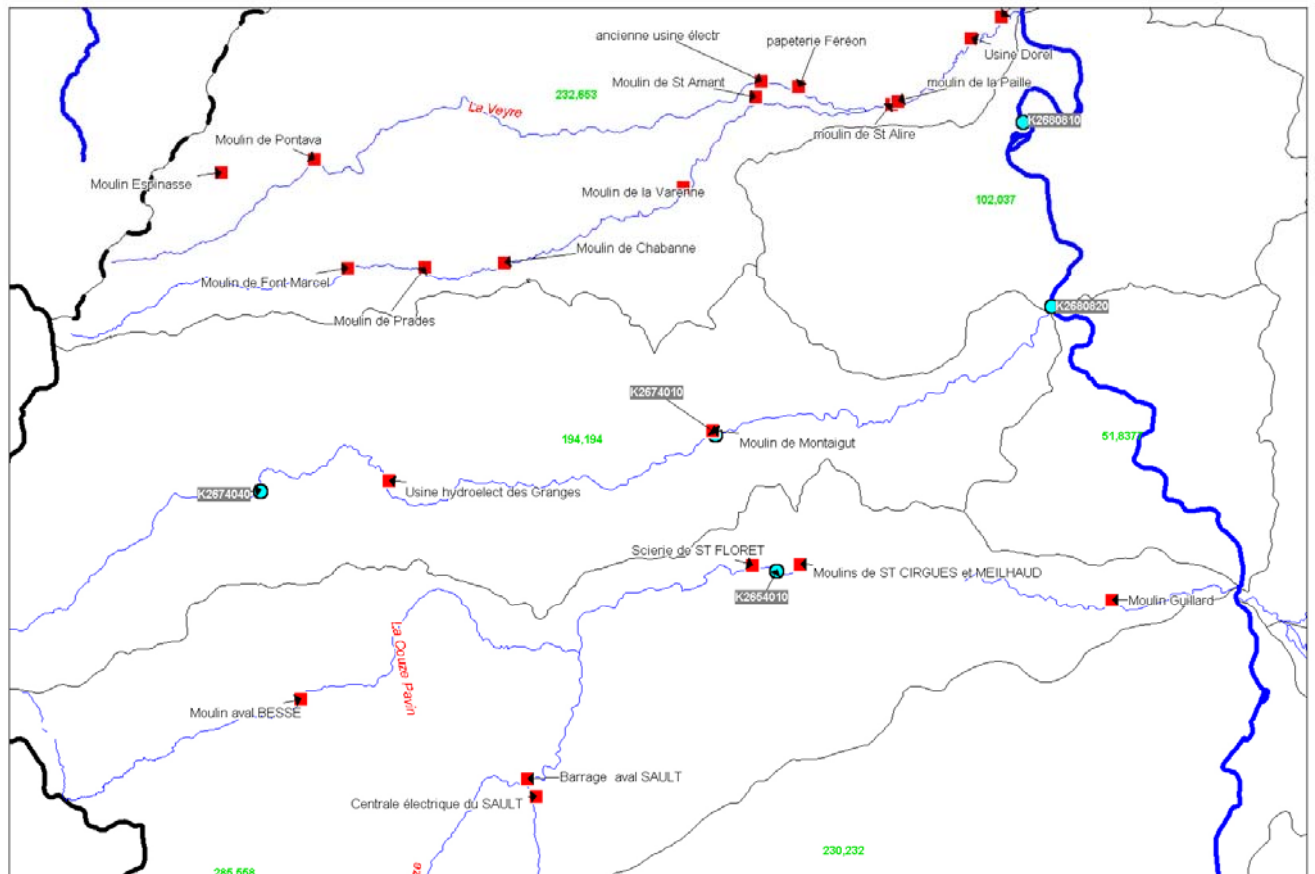 ancienne usine électr
papeterie Féréon
Usine Dorel
Moulin de St Amant
moulin de la Paille
232,653
La Veyre
K2680810
moulin de St Alire
Moulin de Pontava
Moulin Espinasse
Moulin de la Varenne
102,037
Moulin de Chabanne
Moulin de Font-Marcel
Moulin de Prades
K2680820
K2674010
194,194
Moulin de Montaigut
51,837
K2674040
Usine hydroelect des Granges
Scierie de ST FLORET
Moulins de ST CIRGUES et MEILHAUD
K2654010
Moulin Guillard
La Couze Pavin
Moulin aval BESSE
Barrage aval SAULT
Centrale électrique du SAULT
230,232
285,558